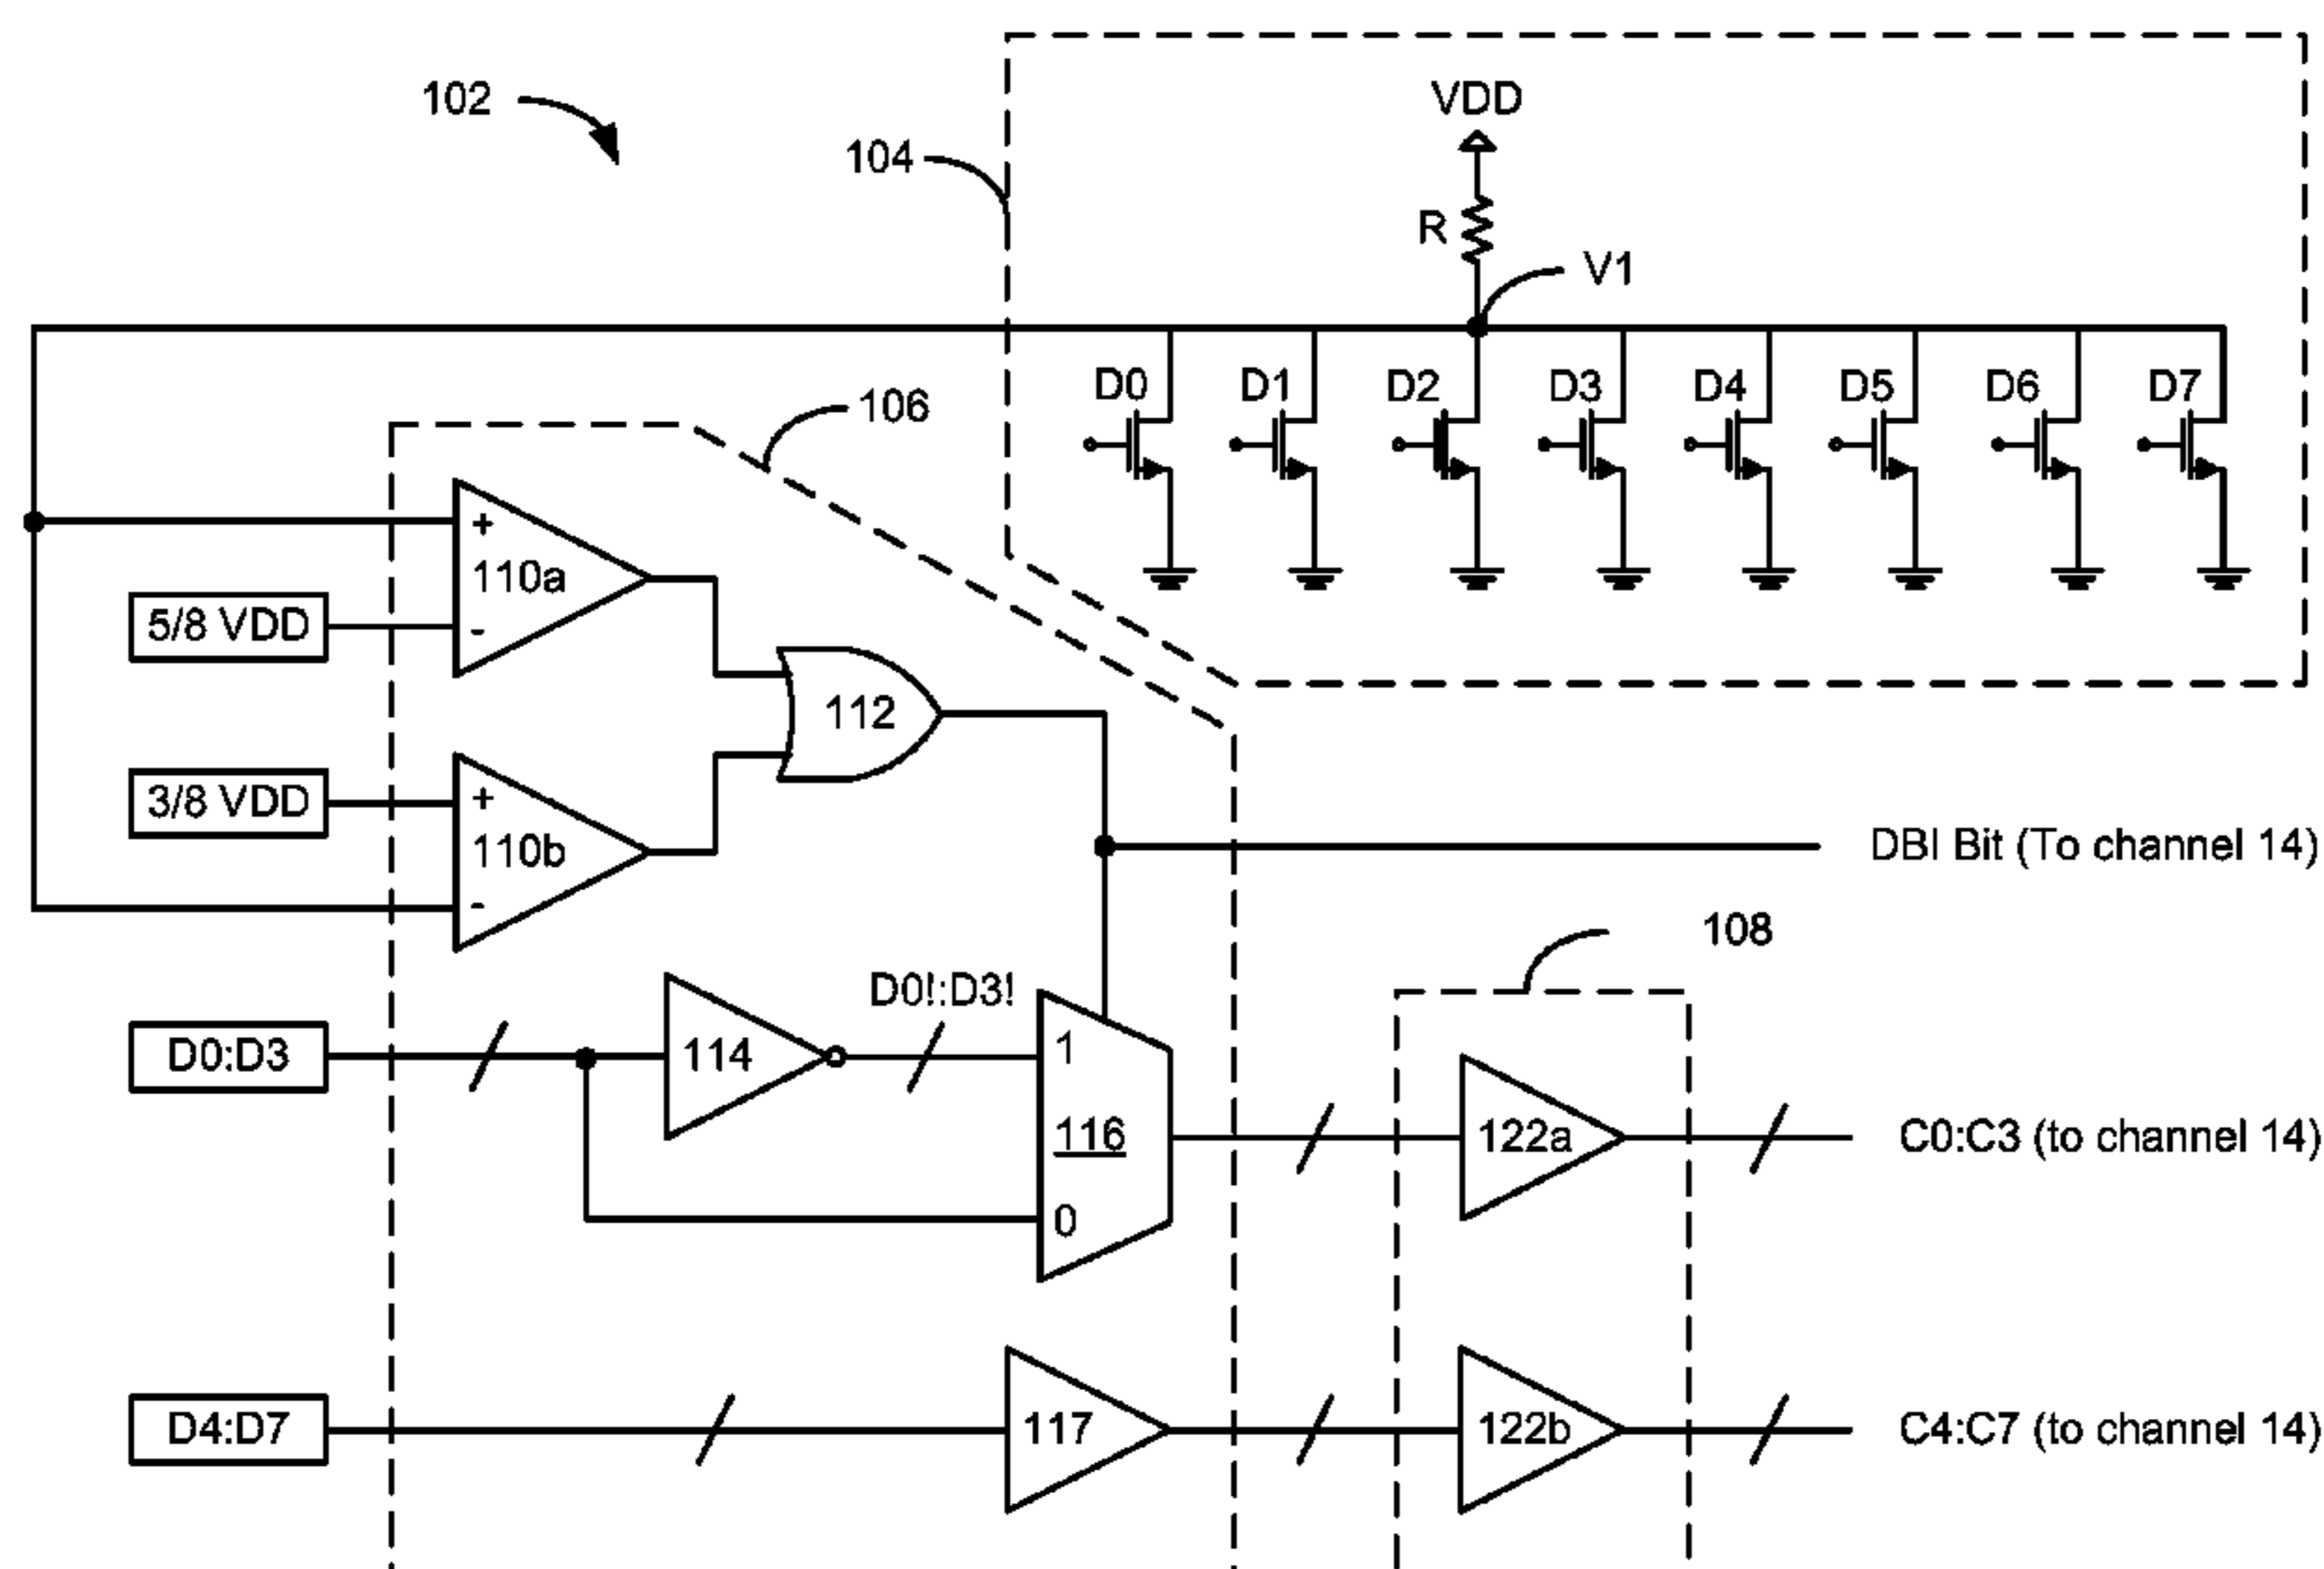 102
104
VDD
R
V1
D0 D1 D2 D3 D4 D5 D6 D7
106
+
110a
-
5/8 VDD
112
3/8 VDD
+
110b
-
DBI Bit (To channel 14)
108
D0!:D3!
D0:D3
114
1
116
0
122a
C0:C3 (to channel 14)
D4:D7
117
122b
C4:C7 (to channel 14)